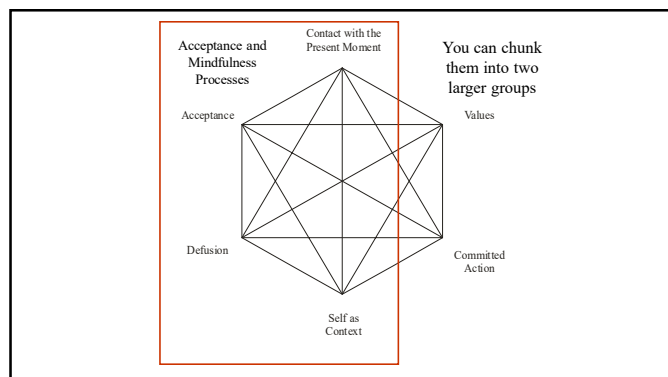 Contact with the
Present Moment
Acceptance and
Mindfulness
Processes
You can chunk
them into two
larger groups
Acceptance
Values
Defusion
Committed
Action
Self as
Context